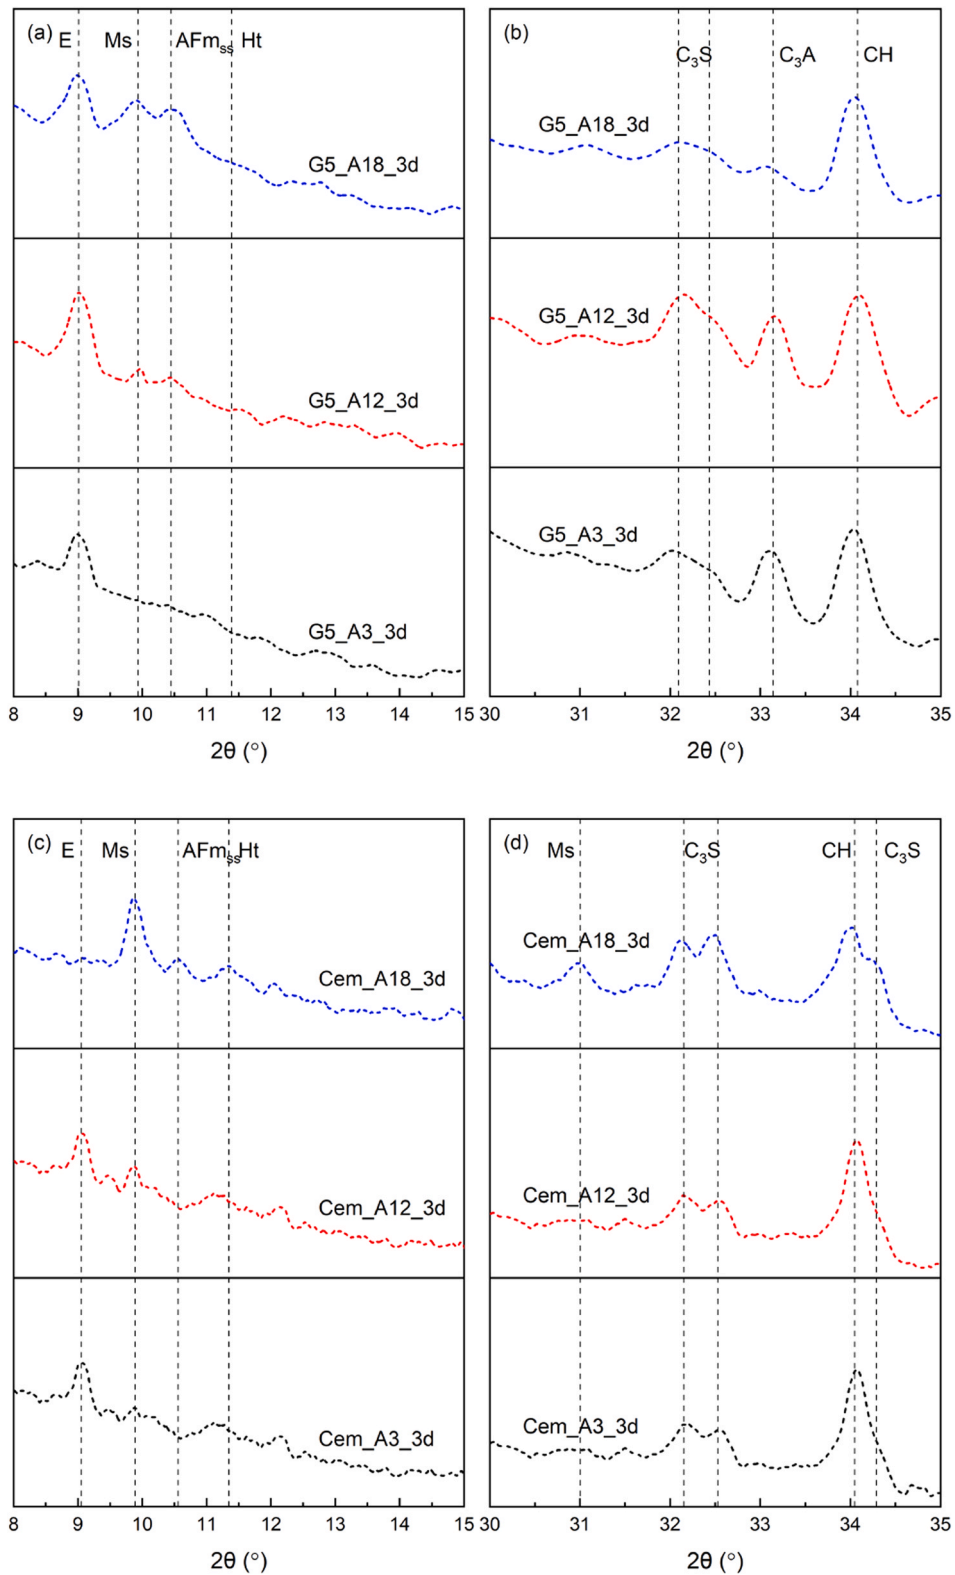 (a) E Ms AFmss Ht
G5_A18_3d
G5_A12_3d
G5_A3_3d
8 9 10 11 12 13 14 15
2θ (°)
(b) C3S C3A CH
G5_A18_3d
G5_A12_3d
G5_A3_3d
30 31 32 33 34 35
2θ (°)
(c) E Ms AFmss Ht
Cem_A18_3d
Cem_A12_3d
Cem_A3_3d
8 9 10 11 12 13 14 15
2θ (°)
(d) Ms C3S CH C3S
Cem_A18_3d
Cem_A12_3d
Cem_A3_3d
30 31 32 33 34 35
2θ (°)